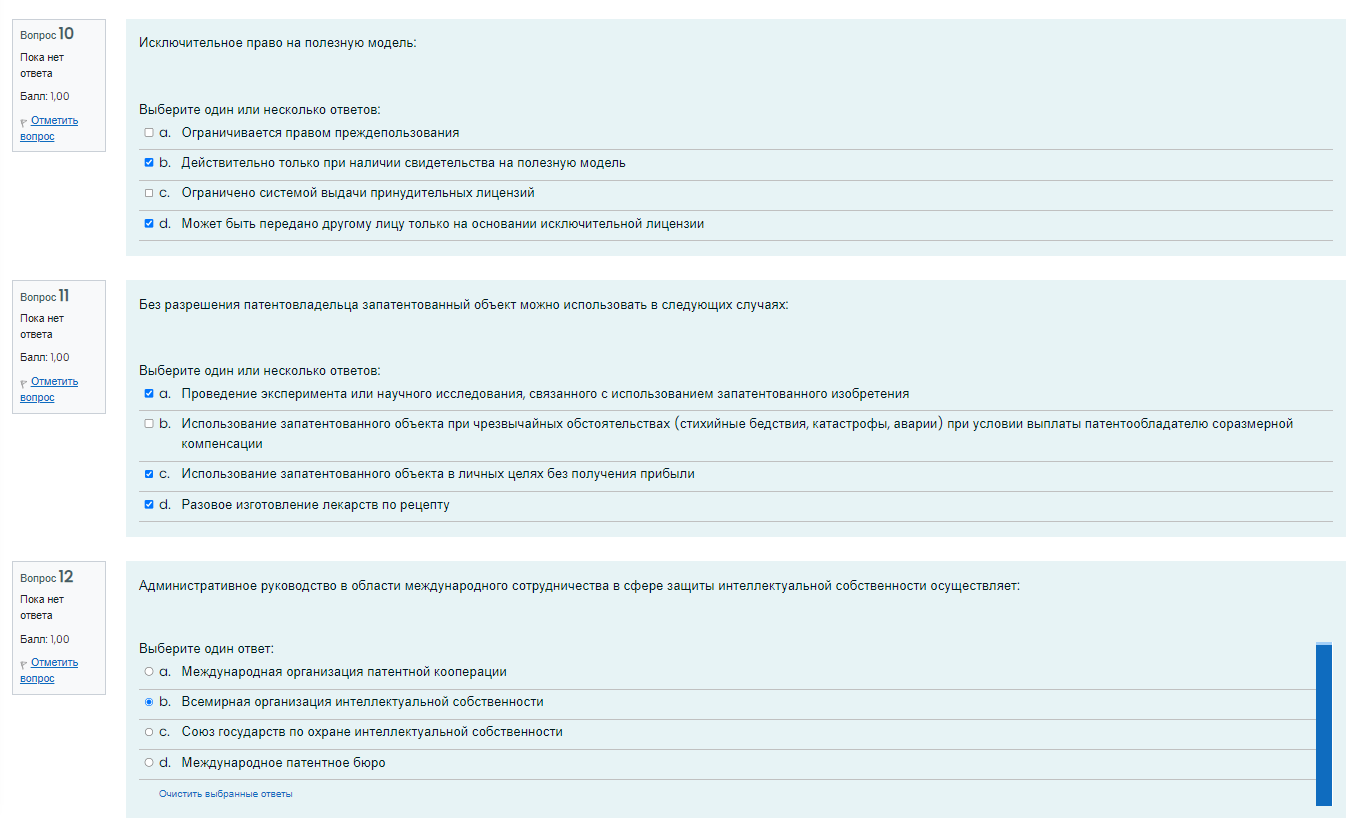 Вопрос 10
Пока нет
ответа
Балл: 1,00
Отметить
вопрос
Исключительное право на полезную модель:
Выберите один или несколько ответов:
a. Ограничивается правом преждепользования
b. Действительно только при наличии свидетельства на полезную модель
c. Ограничено системой выдачи принудительных лицензий
d. Может быть передано другому лицу только на основании исключительной лицензии
Вопрос 11
Пока нет
ответа
Балл: 1,00
Отметить
вопрос
Без разрешения патентовладельца запатентованный объект можно использовать в следующих случаях:
Выберите один или несколько ответов:
a. Проведение эксперимента или научного исследования, связанного с использованием запатентованного изобретения
b. Использование запатентованного объекта при чрезвычайных обстоятельствах (стихийные бедствия, катастрофы, аварии) при условии выплаты патентообладателю соразмерной
компенсации
c. Использование запатентованного объекта в личных целях без получения прибыли
d. Разовое изготовление лекарств по рецепту
Вопрос 12
Пока нет
ответа
Балл: 1,00
Отметить
вопрос
Административное руководство в области международного сотрудничества в сфере защиты интеллектуальной собственности осуществляет:
Выберите один ответ:
a. Международная организация патентной кооперации
b. Всемирная организация интеллектуальной собственности
c. Союз государств по охране интеллектуальной собственности
d. Международное патентное бюро
Очистить выбранные ответы